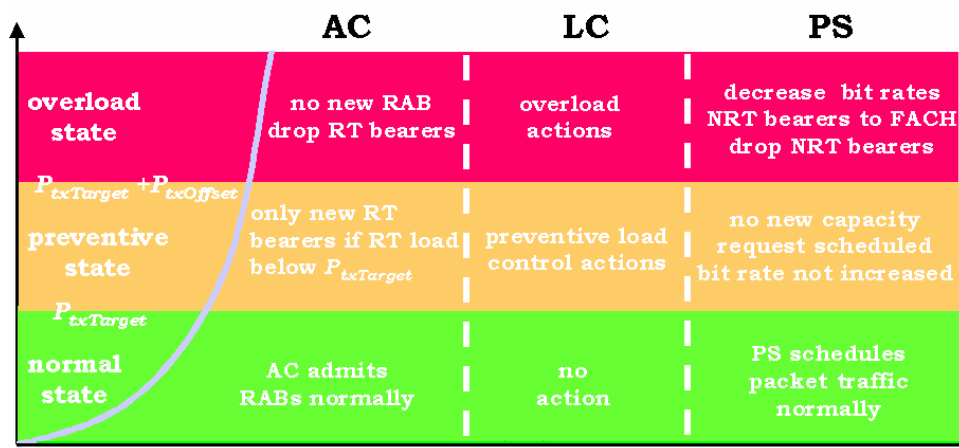 AC
LC
PS
overload
state
no new RAB
drop RT bearers
overload
actions
decrease bit rates
NRT bearers to FACH
drop NRT bearers
PtxTarget +PtxOffset
preventive
state
only new RT
bearers if RT load
below PtxTarget
preventive load
control actions
no new capacity
request scheduled
bit rate not increased
PtxTarget
normal
state
AC admits
RABs normally
no
action
PS schedules
packet traffic
normally